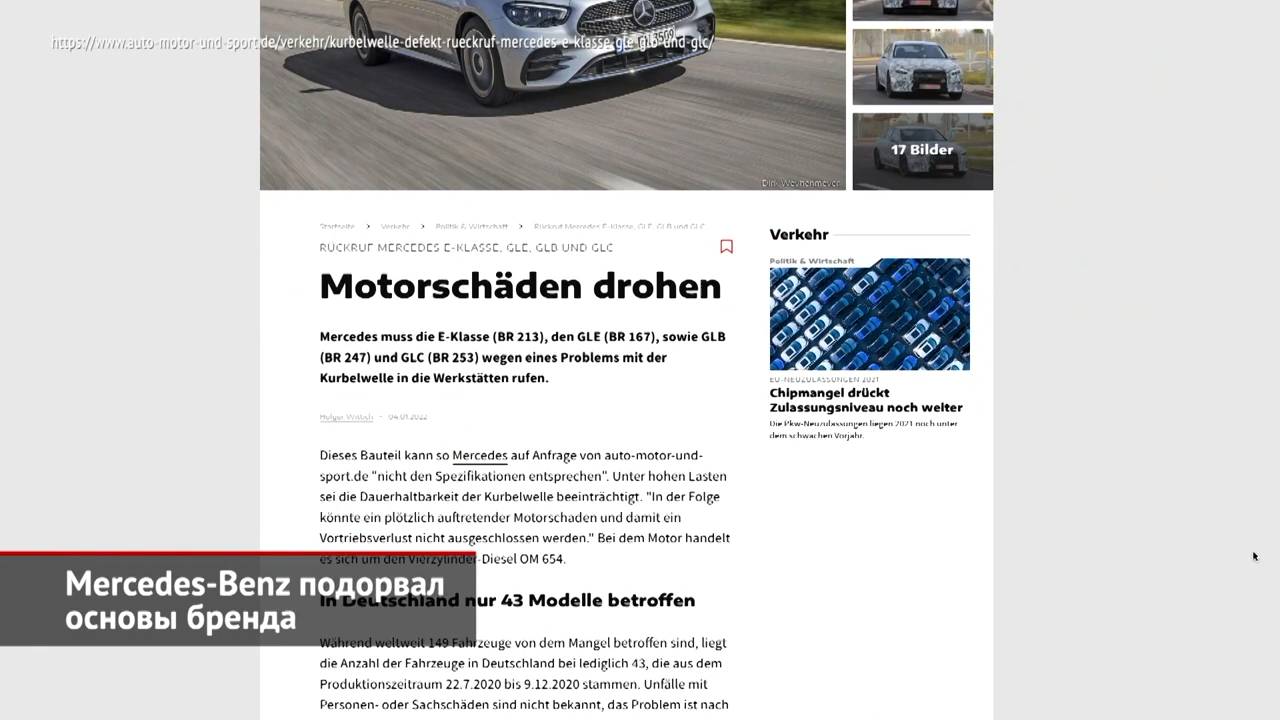 https://www.auto-motor-und-sport.de/verkehr/kurbelwelle-defekt-rueckruf-mercedes-e-klasse-gle-glb-und-glc/
17 Bilder
Dirk Weyhenmeyer
Startseite > Verkehr > Politik & Wirtschaft > Rückruf Mercedes E-Klasse, GLE, GLB und GLC
RÜCKRUF MERCEDES E-KLASSE, GLE, GLB UND GLC
Motorschäden drohen
Mercedes muss die E-Klasse (BR 213), den GLE (BR 167), sowie GLB
(BR 247) und GLC (BR 253) wegen eines Problems mit der
Kurbelwelle in die Werkstätten rufen.
Holger Wittich - 04.01.2022
Dieses Bauteil kann so Mercedes auf Anfrage von auto-motor-und-
sport.de "nicht den Spezifikationen entsprechen". Unter hohen Lasten
sei die Dauerhaltbarkeit der Kurbelwelle beeinträchtigt. "In der Folge
könnte ein plötzlich auftretender Motorschaden und damit ein
Vortriebsverlust nicht ausgeschlossen werden." Bei dem Motor handelt
es sich um den Vierzylinder-Diesel OM 654.
In Deutschland nur 43 Modelle betroffen
Während weltweit 149 Fahrzeuge von dem Mangel betroffen sind, liegt
die Anzahl der Fahrzeuge in Deutschland bei lediglich 43, die aus dem
Produktionszeitraum 22.7.2020 bis 9.12.2020 stammen. Unfälle mit
Personen- oder Sachschäden sind nicht bekannt, das Problem ist nach
Verkehr
Politik & Wirtschaft
EU-NEUZULASSUNGEN 2021
Chipmangel drückt
Zulassungsniveau noch weiter
Die Pkw-Neuzulassungen liegen 2021 noch unter
dem schwachen Vorjahr.
Mercedes-Benz подорвал
основы бренда